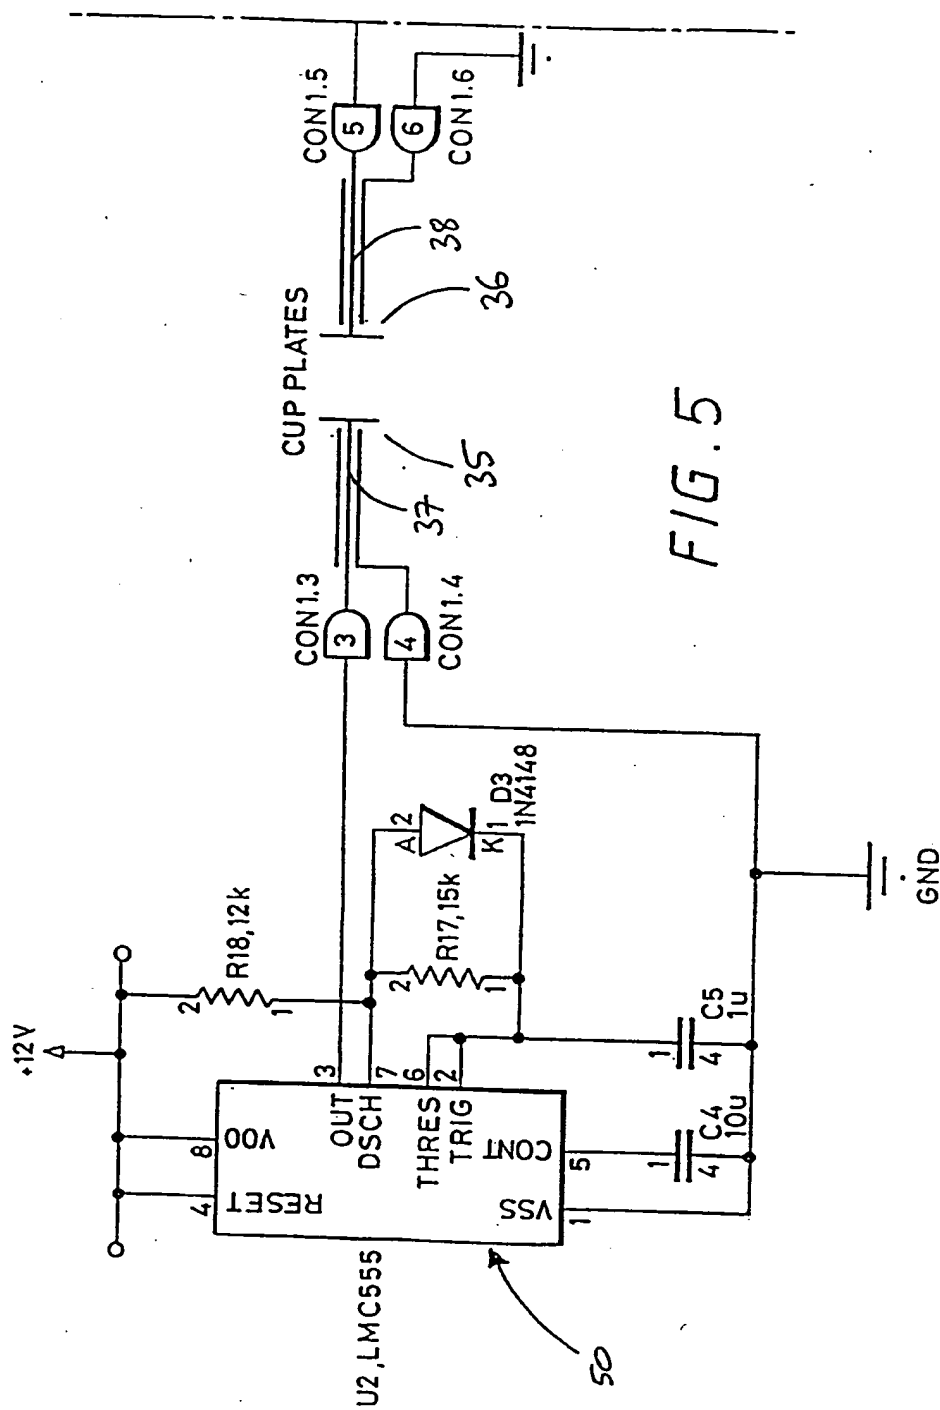 +12V
R18,12k
2
1
8
VDD
4
RESET
U2,LMC555
3
OUT
7
DSCH
6
THRES
2
TRIG
5
CONT
1
VSS
50
2
1
R17,15k
A
2
K
1
D3
1N4148
1
4
C4
10u
1
4
C5
1u
GND
CON1.3
3
4
CON1.4
37
35
CUP PLATES
36
38
CON1.5
5
6
CON1.6
FIG. 5